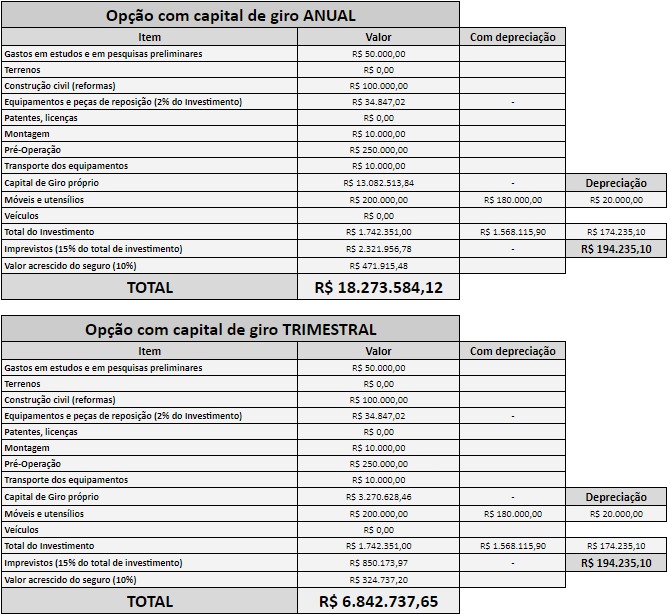 Opção com capital de giro ANUAL
Item Valor Com depreciação
Gastos em estudos e em pesquisas preliminares R$ 50.000,00
Terrenos R$ 0,00
Construção civil (reformas) R$ 100.000,00
Equipamentos e peças de reposição (2% do Investimento) R$ 34.847,02 -
Patentes, licenças R$ 0,00
Montagem R$ 10.000,00
Pré-Operação R$ 250.000,00
Transporte dos equipamentos R$ 10.000,00
Capital de Giro próprio R$ 13.082.513,84 - Depreciação
Móveis e utensílios R$ 200.000,00 R$ 180.000,00 R$ 20.000,00
Veículos R$ 0,00
Total do Investimento R$ 1.742.351,00 R$ 1.568.115,90 R$ 174.235,10
Imprevistos (15% do total de investimento) R$ 2.321.956,78 - R$ 194.235,10
Valor acrescido do seguro (10%) R$ 471.915,48
TOTAL R$ 18.273.584,12
Opção com capital de giro TRIMESTRAL
Item Valor Com depreciação
Gastos em estudos e em pesquisas preliminares R$ 50.000,00
Terrenos R$ 0,00
Construção civil (reformas) R$ 100.000,00
Equipamentos e peças de reposição (2% do Investimento) R$ 34.847,02 -
Patentes, licenças R$ 0,00
Montagem R$ 10.000,00
Pré-Operação R$ 250.000,00
Transporte dos equipamentos R$ 10.000,00
Capital de Giro próprio R$ 3.270.628,46 - Depreciação
Móveis e utensílios R$ 200.000,00 R$ 180.000,00 R$ 20.000,00
Veículos R$ 0,00
Total do Investimento R$ 1.742.351,00 R$ 1.568.115,90 R$ 174.235,10
Imprevistos (15% do total de investimento) R$ 850.173,97 - R$ 194.235,10
Valor acrescido do seguro (10%) R$ 324.737,20
TOTAL R$ 6.842.737,65